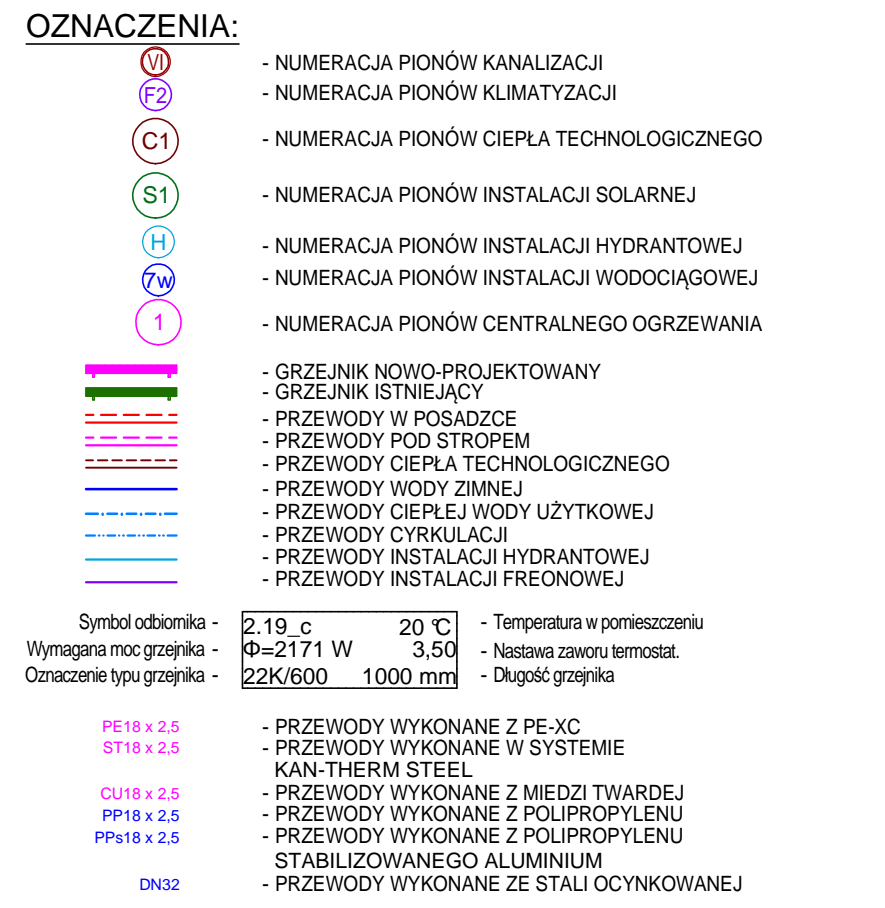 OZNACZENIA:
VI - NUMERACJA PIONÓW KANALIZACJI
F2 - NUMERACJA PIONÓW KLIMATYZACJI
C1 - NUMERACJA PIONÓW CIEPŁA TECHNOLOGICZNEGO
S1 - NUMERACJA PIONÓW INSTALACJI SOLARNEJ
H - NUMERACJA PIONÓW INSTALACJI HYDRANTOWEJ
7w - NUMERACJA PIONÓW INSTALACJI WODOCIĄGOWEJ
1 - NUMERACJA PIONÓW CENTRALNEGO OGRZEWANIA
- GRZEJNIK NOWO-PROJEKTOWANY
- GRZEJNIK ISTNIEJĄCY
- PRZEWODY W POSADZCE
- PRZEWODY POD STROPEM
- PRZEWODY CIEPŁA TECHNOLOGICZNEGO
- PRZEWODY WODY ZIMNEJ
- PRZEWODY CIEPŁEJ WODY UŻYTKOWEJ
- PRZEWODY CYRKULACJI
- PRZEWODY INSTALACJI HYDRANTOWEJ
- PRZEWODY INSTALACJI FREONOWEJ
Symbol odbiornika - 2.19_c 20 °C - Temperatura w pomieszczeniu
Wymagana moc grzejnika - Φ=2171 W 3,50 - Nastawa zaworu termostat.
Oznaczenie typu grzejnika - 22K/600 1000 mm - Długość grzejnika
PE18 x 2,5 - PRZEWODY WYKONANE Z PE-XC
ST18 x 2,5 - PRZEWODY WYKONANE W SYSTEMIE
KAN-THERM STEEL
CU18 x 2,5 - PRZEWODY WYKONANE Z MIEDZI TWARDEJ
PP18 x 2,5 - PRZEWODY WYKONANE Z POLIPROPYLENU
PPs18 x 2,5 - PRZEWODY WYKONANE Z POLIPROPYLENU
STABILIZOWANEGO ALUMINIUM
DN32 - PRZEWODY WYKONANE ZE STALI OCYNKOWANEJ